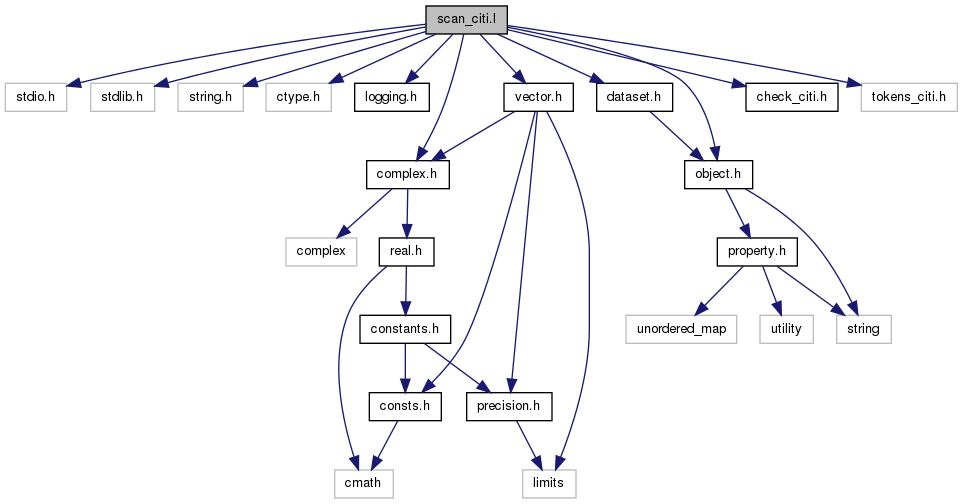 scan_citi.l
stdio.h
stdlib.h
string.h
ctype.h
logging.h
vector.h
dataset.h
check_citi.h
tokens_citi.h
complex.h
object.h
complex
real.h
property.h
constants.h
unordered_map
utility
string
consts.h
precision.h
cmath
limits